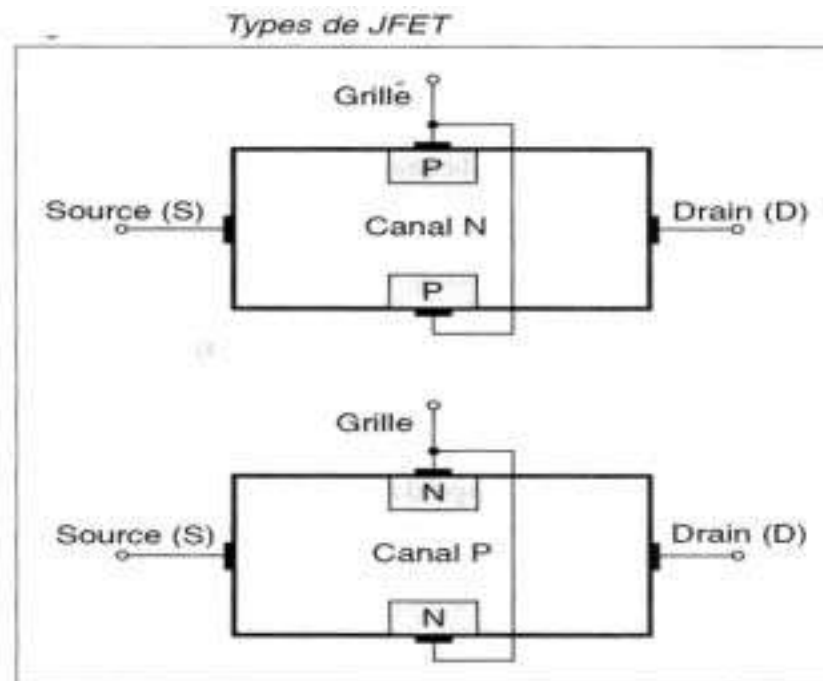 Types de JFET
Grille
P
Source (S)
Canal N
Drain (D)
P
Grille
N
Source (S)
Canal P
Drain (D)
N